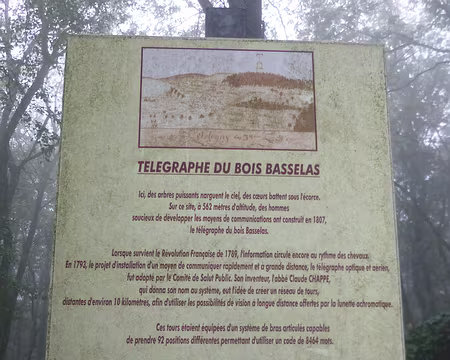 TELEGRAPHE DU BOIS BASSELAS
Ici, des arbres puissants narguent le ciel, des cœurs battent sous l'écorce.
Sur ce site, à 562 mètres d'altitude, des hommes
soucieux de développer les moyens de communications ont construit en 1807,
le télégraphe du bois Basselas.
Lorsque survient la Révolution Française de 1789, l'information circule encore au rythme des chevaux.
En 1792, le projet d'installation d'un moyen de communiquer rapidement et à grande distance, le télégraphe optique et aérien,
fut adopté par le Comité de Salut Public. Son inventeur, l'abbé Claude CHAPPE,
qui donna son nom au système, eut l'idée de créer un réseau de tours,
distantes d'environ 10 kilomètres, afin d'utiliser les possibilités de vision à longue distance offertes par la lunette achromatique.
Ces tours étaient équipées d'un système de bras articulés capables
de prendre 92 positions différentes permettant d'utiliser un code de 8464 mots.